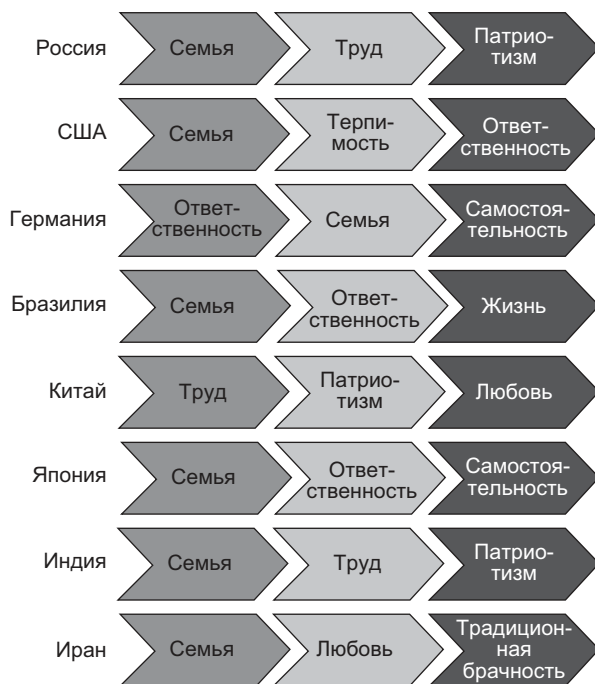 Россия
Семья
Труд
Патрио-
тизм
США
Семья
Терпи-
мость
Ответ-
ственность
Германия
Ответ-
ственность
Семья
Самостоя-
тельность
Бразилия
Семья
Ответ-
ственность
Жизнь
Китай
Труд
Патрио-
тизм
Любовь
Япония
Семья
Ответ-
ственность
Самостоя-
тельность
Индия
Семья
Труд
Патрио-
тизм
Иран
Семья
Любовь
Традицион-
ная
брачность